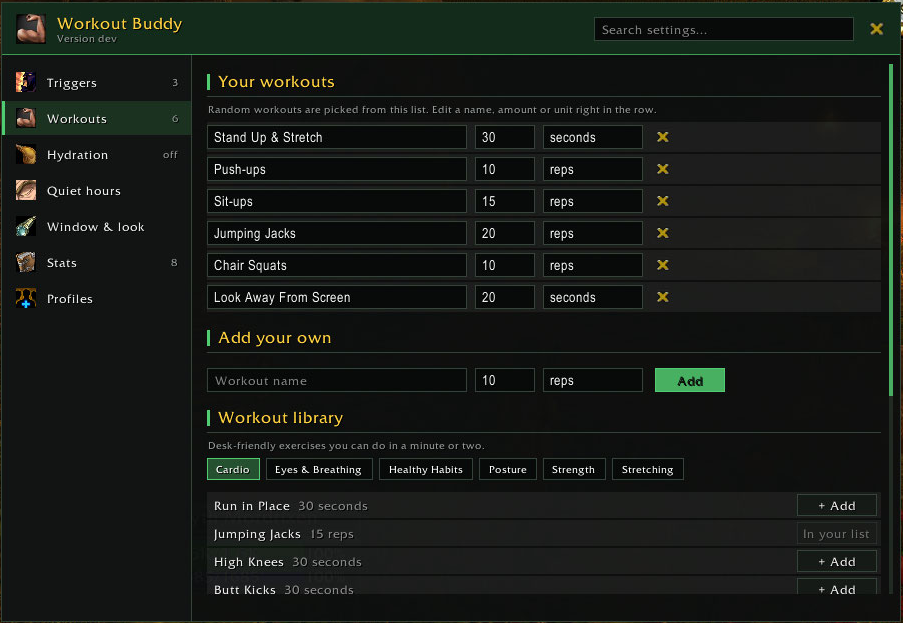 Workout Buddy
Version dev
Search settings...
Triggers 3
Workouts 6
Hydration off
Quiet hours
Window & look
Stats 8
Profiles
Your workouts
Random workouts are picked from this list. Edit a name, amount or unit right in the row.
Stand Up & Stretch 30 seconds
Push-ups 10 reps
Sit-ups 15 reps
Jumping Jacks 20 reps
Chair Squats 10 reps
Look Away From Screen 20 seconds
Add your own
Workout name 10 reps Add
Workout library
Desk-friendly exercises you can do in a minute or two.
Cardio Eyes & Breathing Healthy Habits Posture Strength Stretching
Run in Place 30 seconds + Add
Jumping Jacks 15 reps In your list
High Knees 30 seconds + Add
Butt Kicks 30 seconds + Add